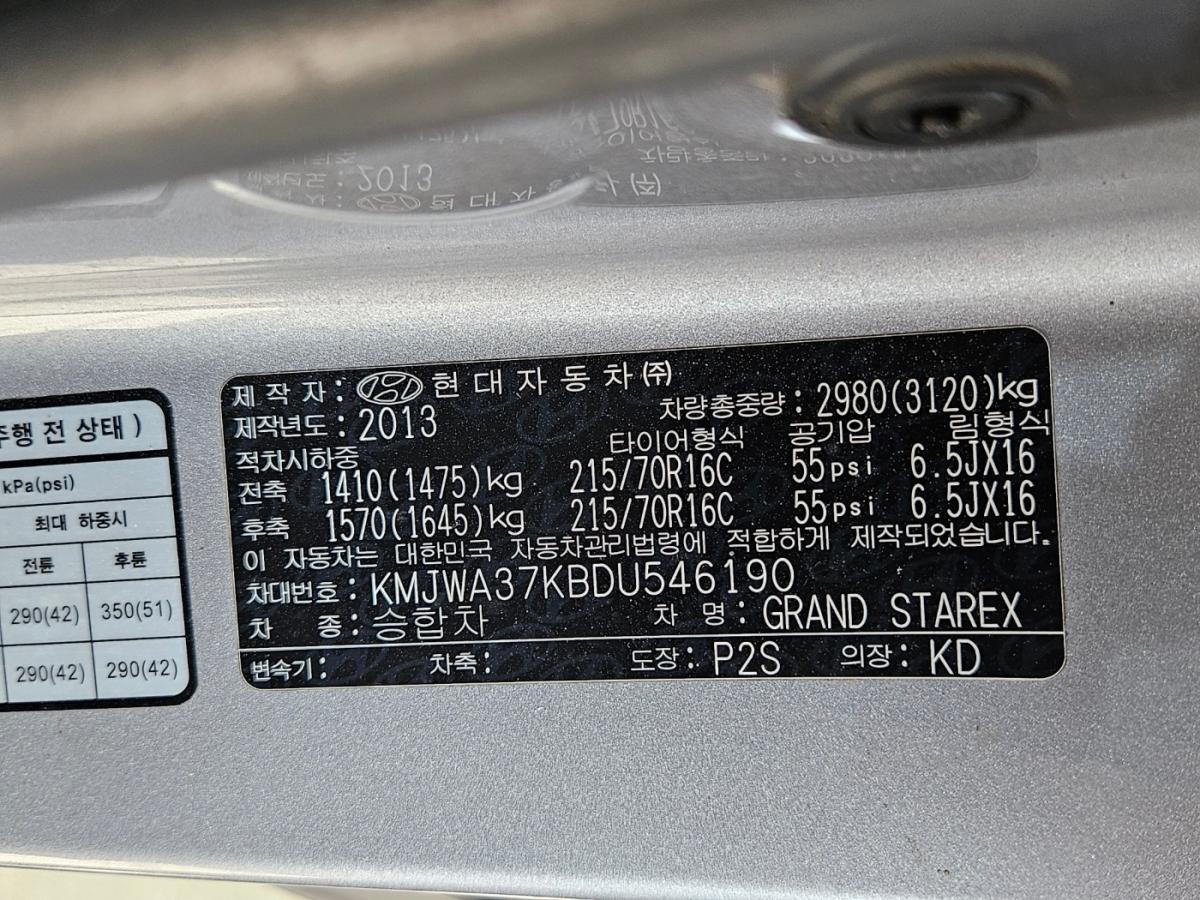 2013
제 작 자 : 현 대 자 동 차 ㈜
제작년도 : 2013 차량총중량 : 2980(3120)kg
적차시하중 타이어형식 공기압 림형식
전축 1410(1475)kg 215/70R16C 55psi 6.5JX16
후축 1570(1645)kg 215/70R16C 55psi 6.5JX16
이 자동차는 대한민국 자동차관리법령에 적합하게 제작되었습니다.
차대번호 : KMJWA37KBDU546190
차 종 : 승합차 차 명 : GRAND STAREX
변속기 : 차축 : 도장 : P2S 의장 : KD
주행 전 상태 )
kPa(psi)
최대 하중시
전륜 후륜
290(42) 350(51)
290(42) 290(42)